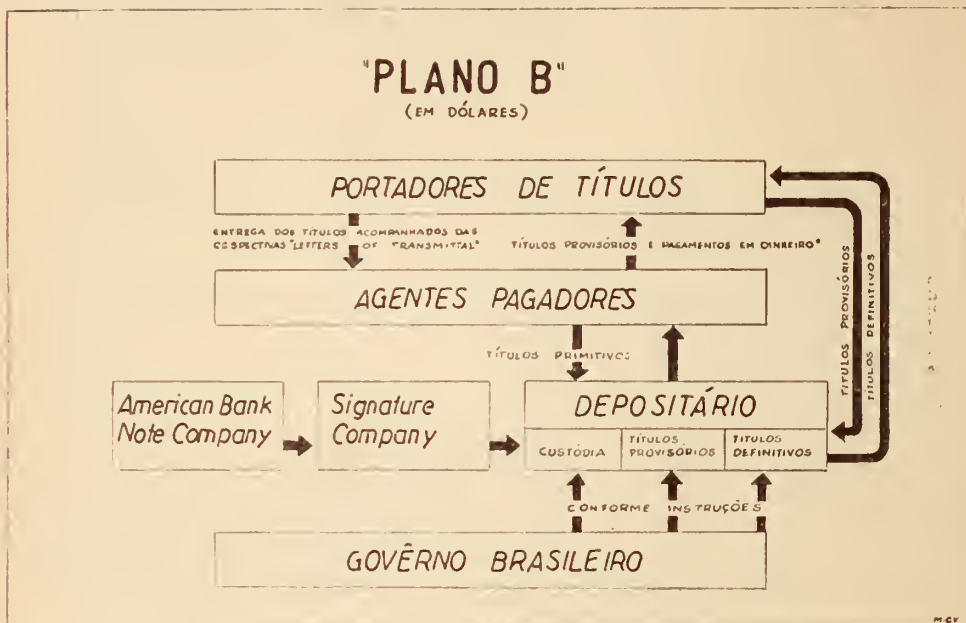 "PLANO B"
(EM DÓLARES)
PORTADORES DE TÍTULOS
ENTREGA DOS TÍTULOS ACOMPANHADOS DAS
CESPECTIVAS "LETTERS OF TRANSMITTAL"
TÍTULOS PROVISÓRIOS E PAGAMENTOS EM DINHEIRO"
AGENTES PAGADORES
TÍTULOS PRIMITIVOS
TÍTULOS PROVISÓRIOS
TÍTULOS DEFINITIVOS
American Bank
Note Company
Signature
Company
DEPOSITÁRIO
CUSTÓDIA
TÍTULOS
PROVISÓRIOS
TÍTULOS
DEFINITIVOS
CONFORME INSTRUÇÕES
GOVÊRNO BRASILEIRO